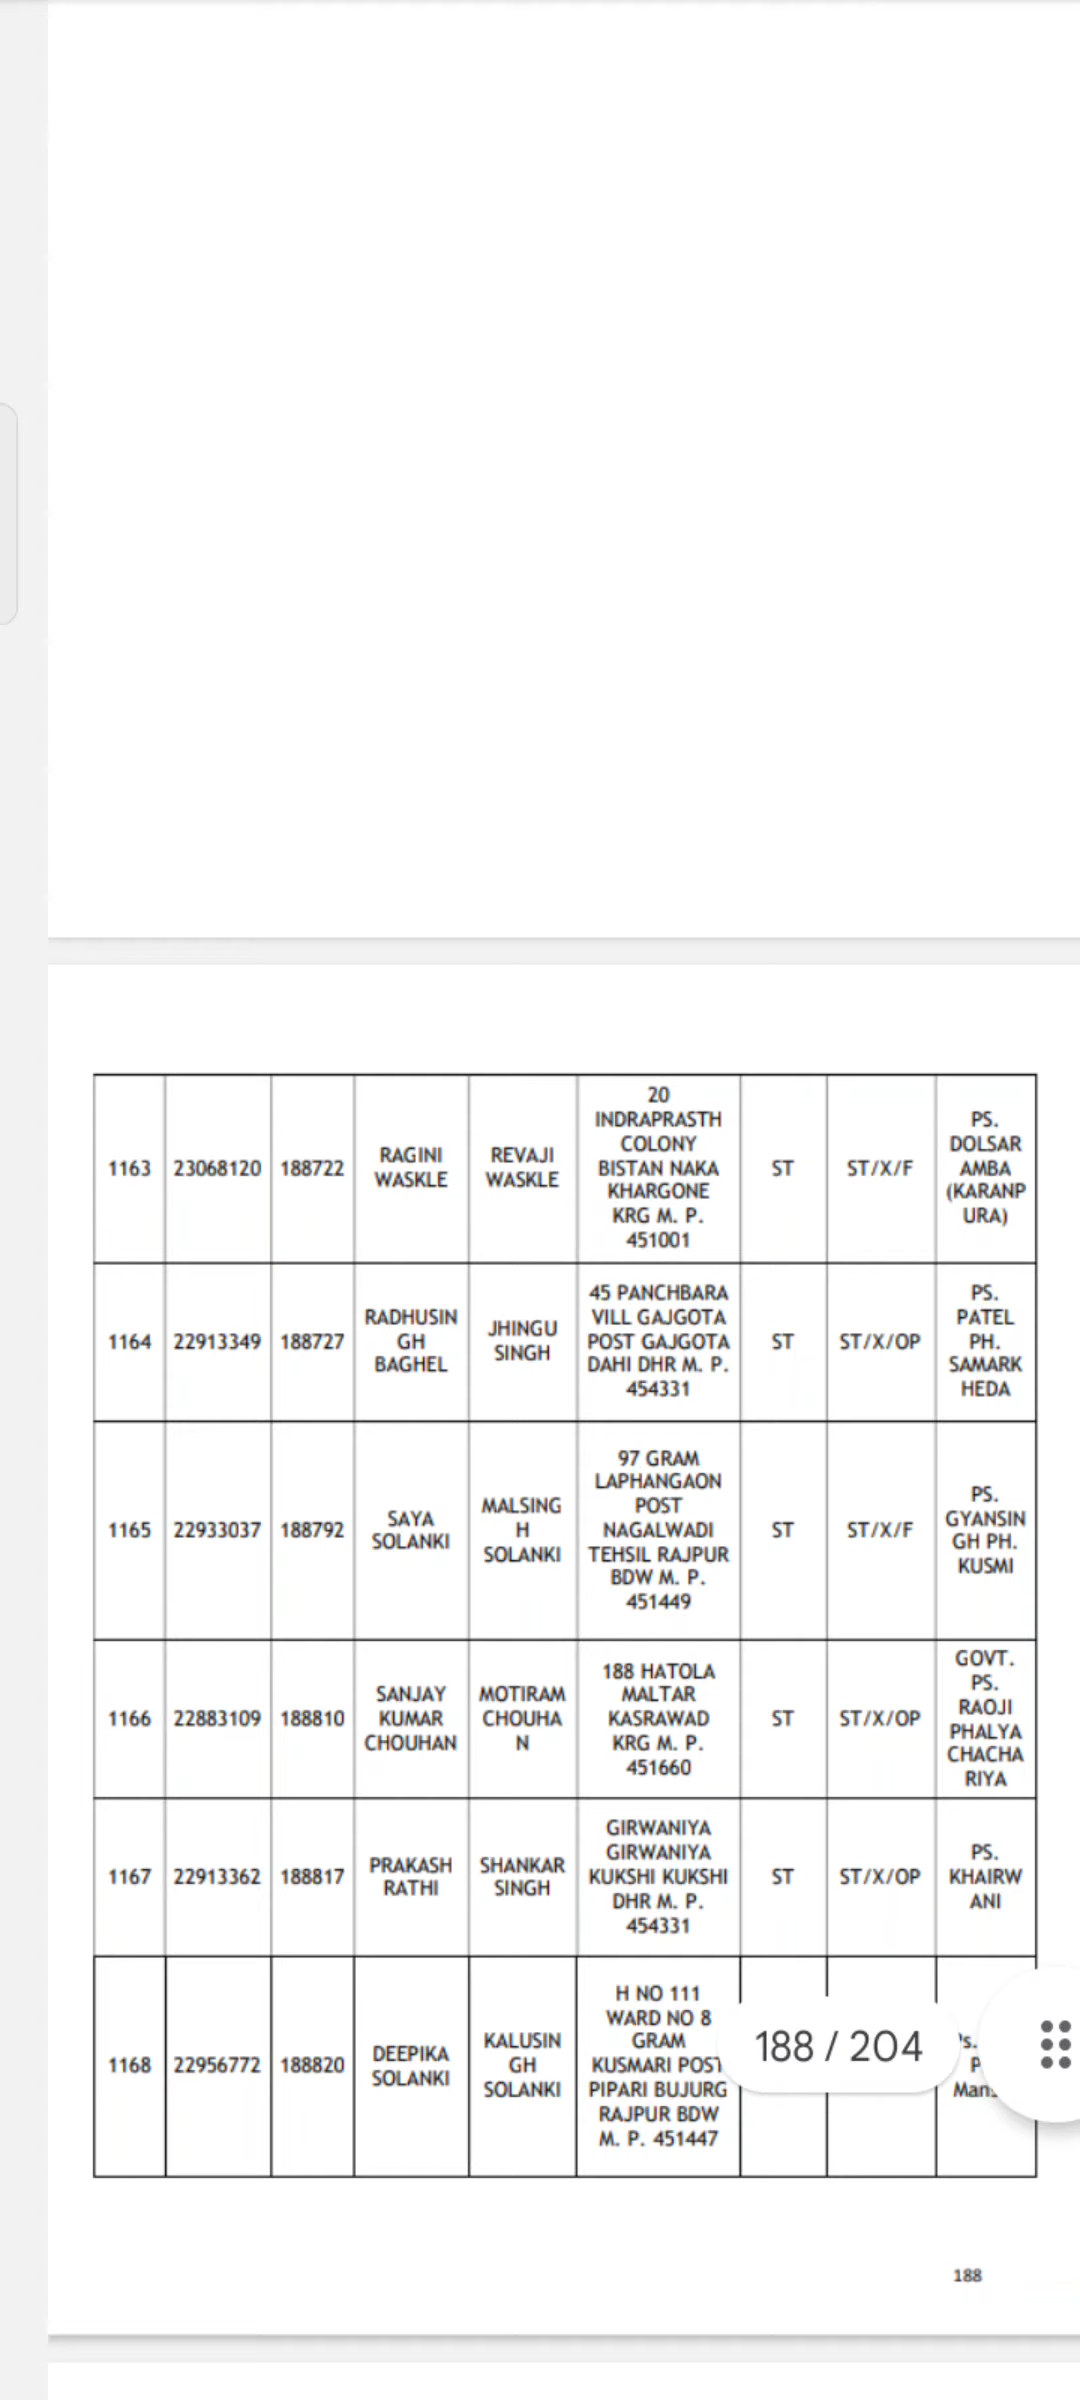 1163 23068120 188722 RAGINI WASKLE REVAJI WASKLE 20 INDRAPRASTH COLONY BISTAN NAKA KHARGONE KRG M. P. 451001 ST ST/X/F PS. DOLSAR AMBA (KARANP URA)
1164 22913349 188727 RADHUSIN GH BAGHEL JHINGU SINGH 45 PANCHBARA VILL GAJGOTA POST GAJGOTA DAHI DHR M. P. 454331 ST ST/X/OP PS. PATEL PH. SAMARK HEDA
1165 22933037 188792 SAYA SOLANKI MALSING H SOLANKI 97 GRAM LAPHANGAON POST NAGALWADI TEHSIL RAJPUR BDW M. P. 451449 ST ST/X/F PS. GYANSIN GH PH. KUSMI
1166 22883109 188810 SANJAY KUMAR CHOUHAN MOTIRAM CHOUHA N 188 HATOLA MALTAR KASRAWAD KRG M. P. 451660 ST ST/X/OP GOVT. PS. RAOJI PHALYA CHACHA RIYA
1167 22913362 188817 PRAKASH RATHI SHANKAR SINGH GIRWANIYA GIRWANIYA KUKSHI KUKSHI DHR M. P. 454331 ST ST/X/OP PS. KHAIRW ANI
1168 22956772 188820 DEEPIKA SOLANKI KALUSIN GH SOLANKI H NO 111 WARD NO 8 GRAM KUSMARI POST PIPARI BUJURG RAJPUR BDW M. P. 451447
188 / 204
188